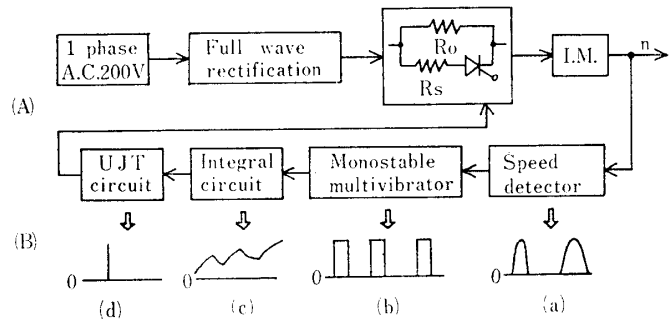 (A)
1 phase
A.C.200V
Full wave
rectification
Ro
Rs
I.M.
n
UJT
circuit
Integral
circuit
Monostable
multivibrator
Speed
detector
(B)
0
0
0
0
(d)
(c)
(b)
(a)